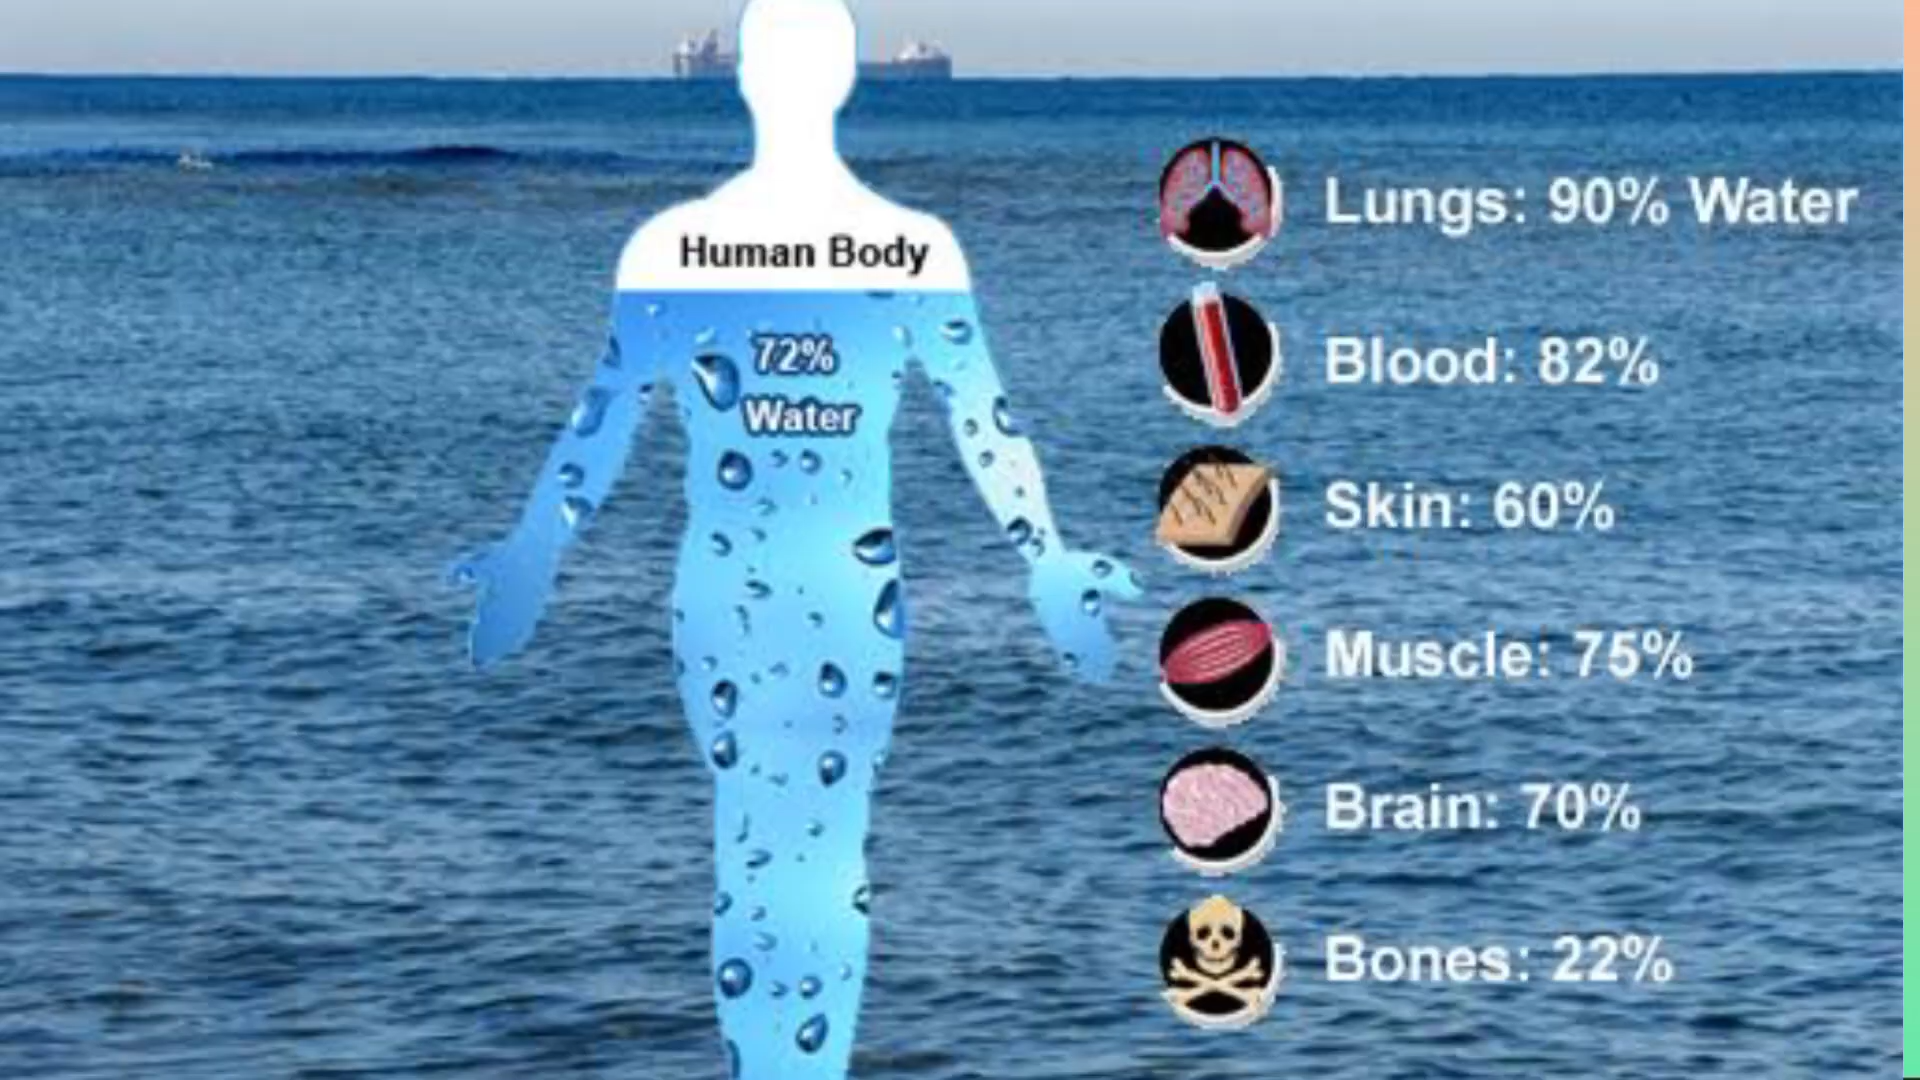 Human Body
72%
Water
Lungs: 90% Water
Blood: 82%
Skin: 60%
Muscle: 75%
Brain: 70%
Bones: 22%